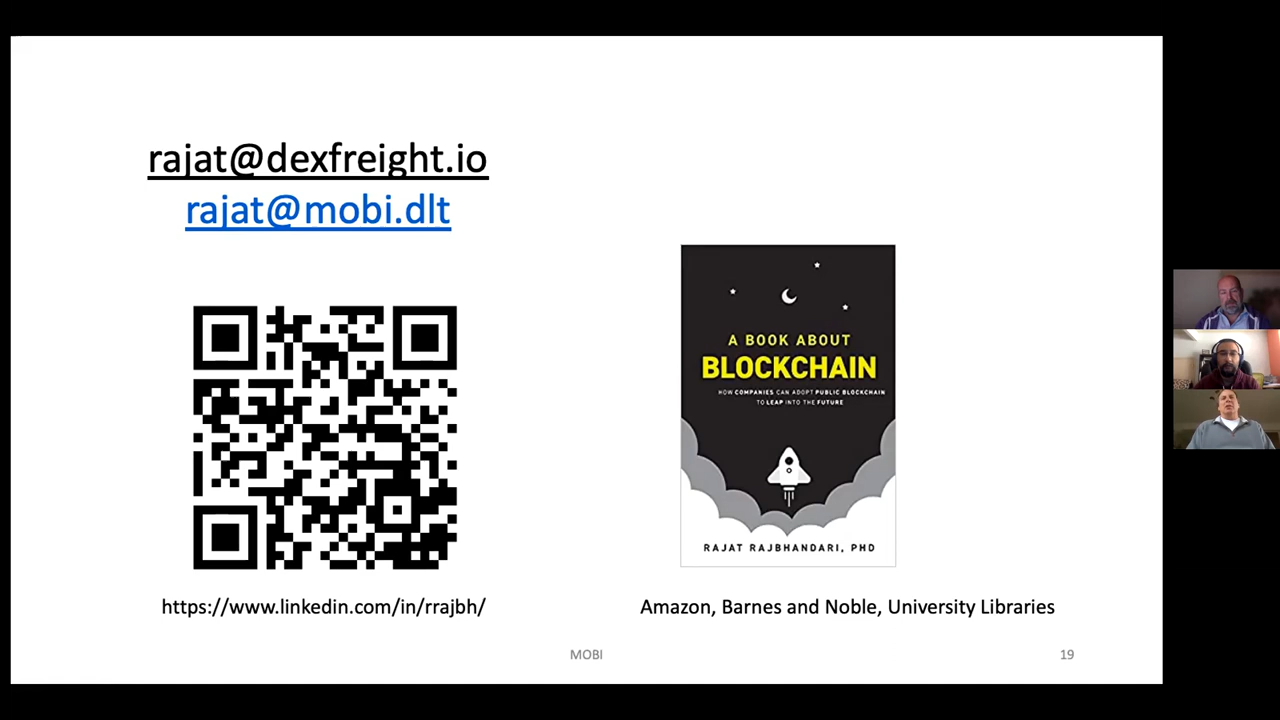 rajat@dexfreight.io
rajat@mobi.dlt
https://www.linkedin.com/in/rrajbh/
A BOOK ABOUT
BLOCKCHAIN
HOW COMPANIES CAN ADOPT PUBLIC BLOCKCHAIN
TO LEAP INTO THE FUTURE
RAJAT RAJBHANDARI, PHD
Amazon, Barnes and Noble, University Libraries
MOBI
19